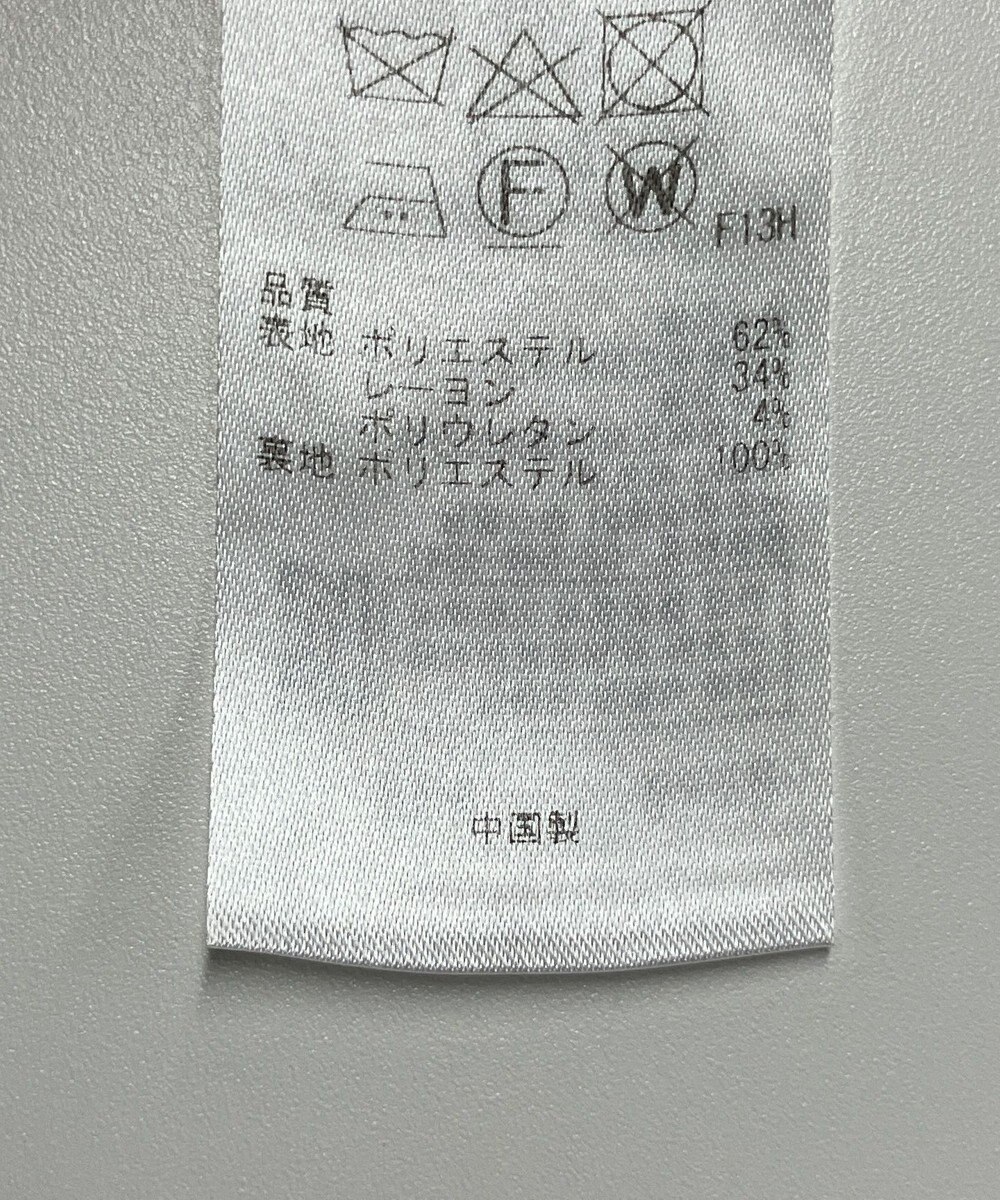 F
W
F13H
品質
表地 ポリエステル 62%
レーヨン 34%
ポリウレタン 4%
裏地 ポリエステル 100%
中国製